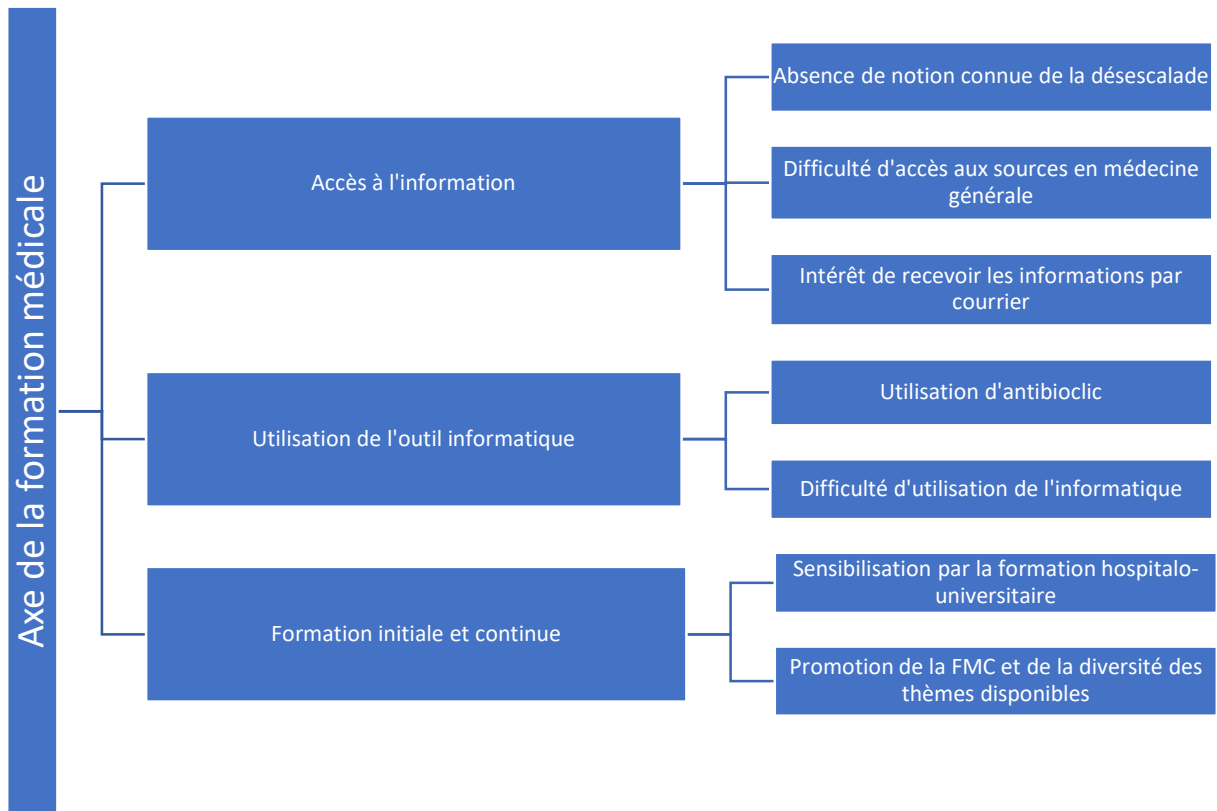 Axe de la formation médicale
Accès à l'information
Absence de notion connue de la désescalade
Difficulté d'accès aux sources en médecine
générale
Intérêt de recevoir les informations par
courrier
Utilisation de l'outil informatique
Utilisation d'antibioclic
Difficulté d'utilisation de l'informatique
Formation initiale et continue
Sensibilisation par la formation hospitalo-
universitaire
Promotion de la FMC et de la diversité des
thèmes disponibles